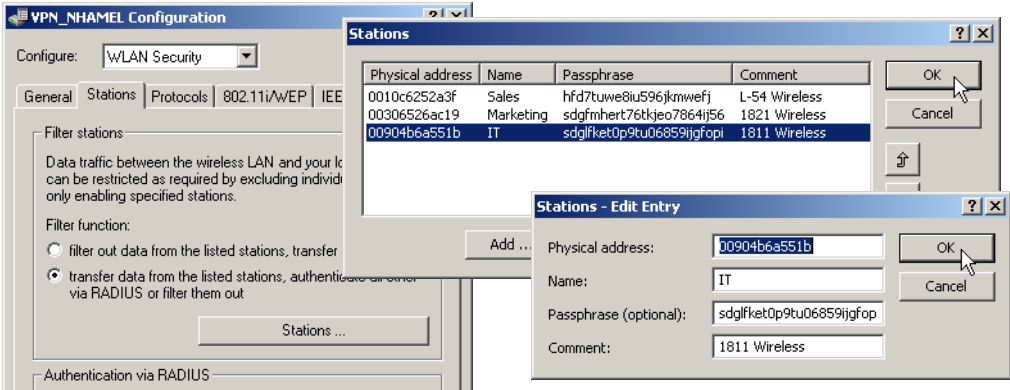 VPN_NHAMEL Configuration
Configure: WLAN Security
General Stations Protocols 802.11i/WEP IEE
Filter stations
Data traffic between the wireless LAN and your lo
can be restricted as required by excluding individu
only enabling specified stations.
Filter function:
filter out data from the listed stations, transfer
transfer data from the listed stations, authenticate all other
via RADIUS or filter them out
Stations ...
Authentication via RADIUS
Stations
Physical address Name Passphrase Comment
0010c6252a3f Sales hfd7tuwe8iu596jkmwefj L-54 Wireless
00306526ac19 Marketing sdgfmhert76tkjeo7864ij56 1821 Wireless
00904b6a551b IT sdglfket0p9tu06859ijgfopi 1811 Wireless
OK
Cancel
Add ...
Stations - Edit Entry
Physical address: 00904b6a551b
Name: IT
Passphrase (optional): sdglfket0p9tu06859ijgfop
Comment: 1811 Wireless
OK
Cancel